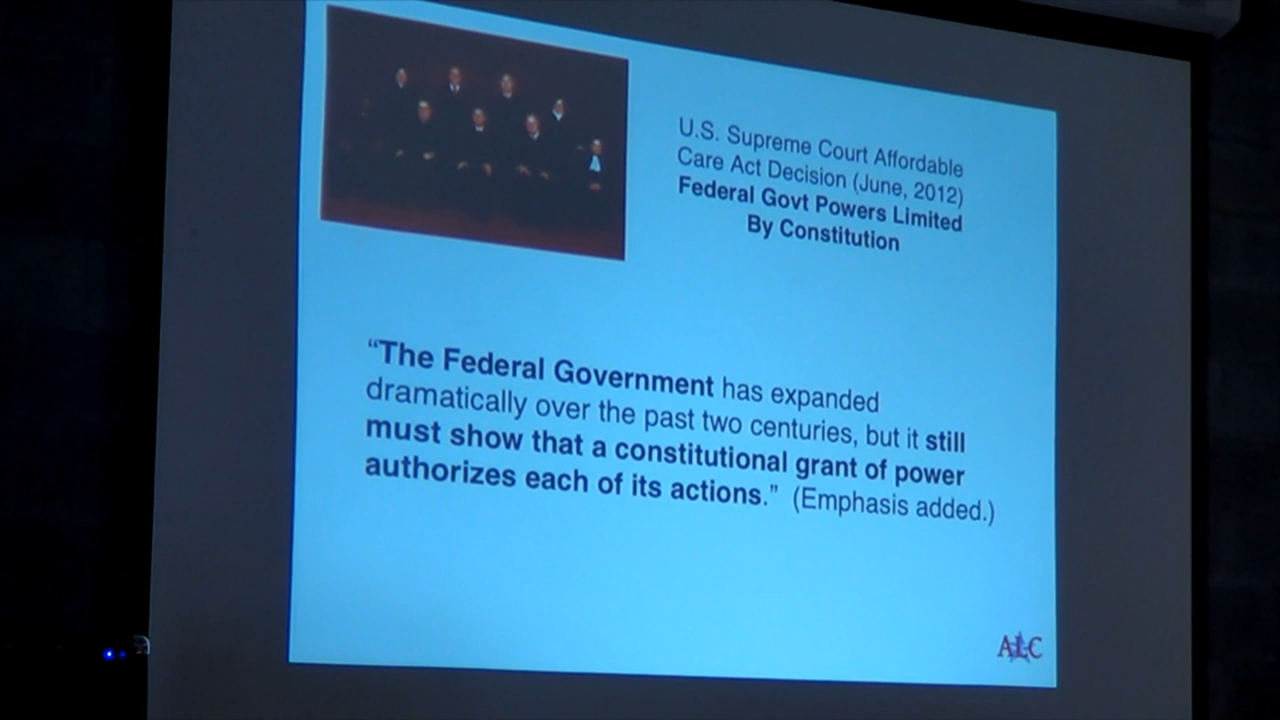 U.S. Supreme Court Affordable
Care Act Decision (June, 2012)
Federal Govt Powers Limited
By Constitution
“The Federal Government has expanded
dramatically over the past two centuries, but it still
must show that a constitutional grant of power
authorizes each of its actions.” (Emphasis added.)
ALC